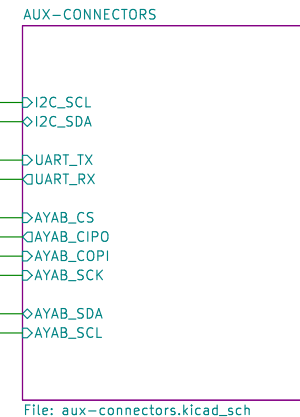 AUX-CONNECTORS
I2C_SCL
I2C_SDA
UART_TX
UART_RX
AYAB_CS
AYAB_CIPO
AYAB_COPI
AYAB_SCK
AYAB_SDA
AYAB_SCL
File: aux-connectors.kicad_sch